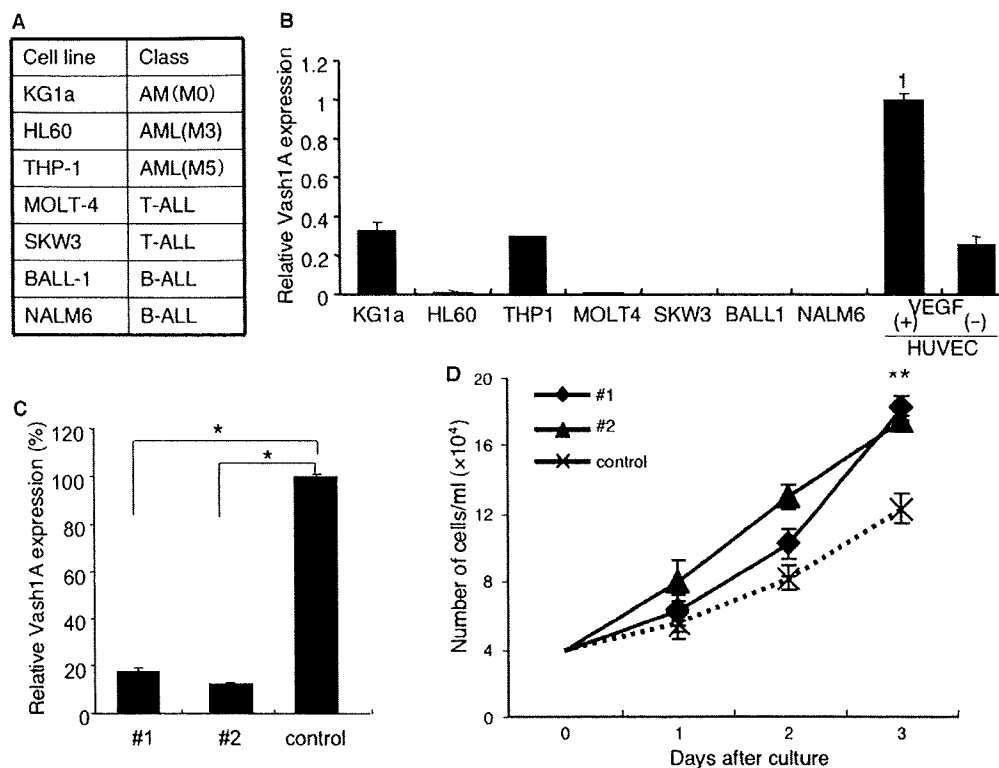 A
Cell line Class
KG1a AM(M0)
HL60 AML(M3)
THP-1 AML(M5)
MOLT-4 T-ALL
SKW3 T-ALL
BALL-1 B-ALL
NALM6 B-ALL
B
Relative Vash1A expression
1.2
1
0.8
0.6
0.4
0.2
0
1
KG1a HL60 THP1 MOLT4 SKW3 BALL1 NALM6 VEGF
(+) (-)
HUVEC
C
Relative Vash1A expression (%)
120
100
80
60
40
20
0
*
*
#1 #2 control
D
Number of cells/ml (×10⁴)
20
16
12
8
4
0
#1
#2
control
**
0 1 2 3
Days after culture